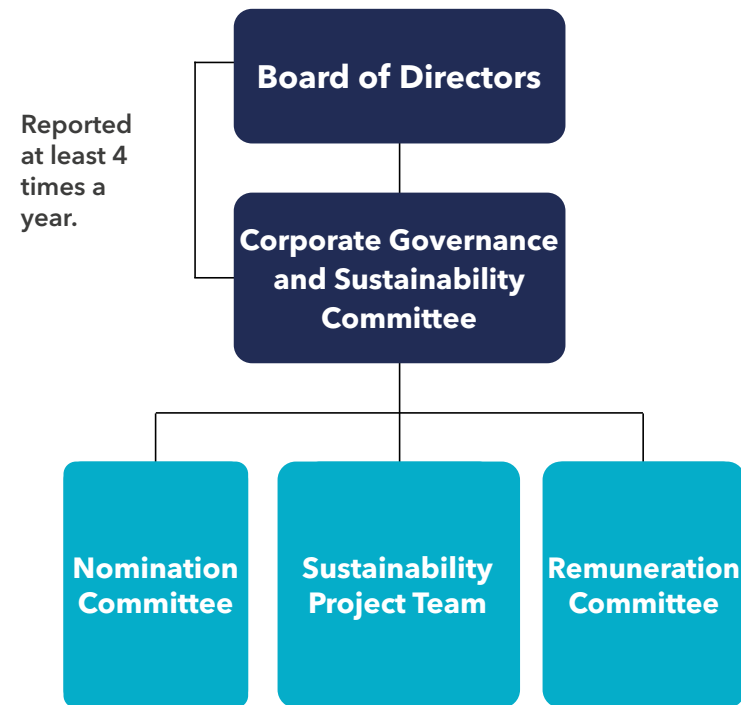 Board of Directors
Reported
at least 4
times a
year.
Corporate Governance
and Sustainability
Committee
Nomination
Committee
Sustainability
Project Team
Remuneration
Committee